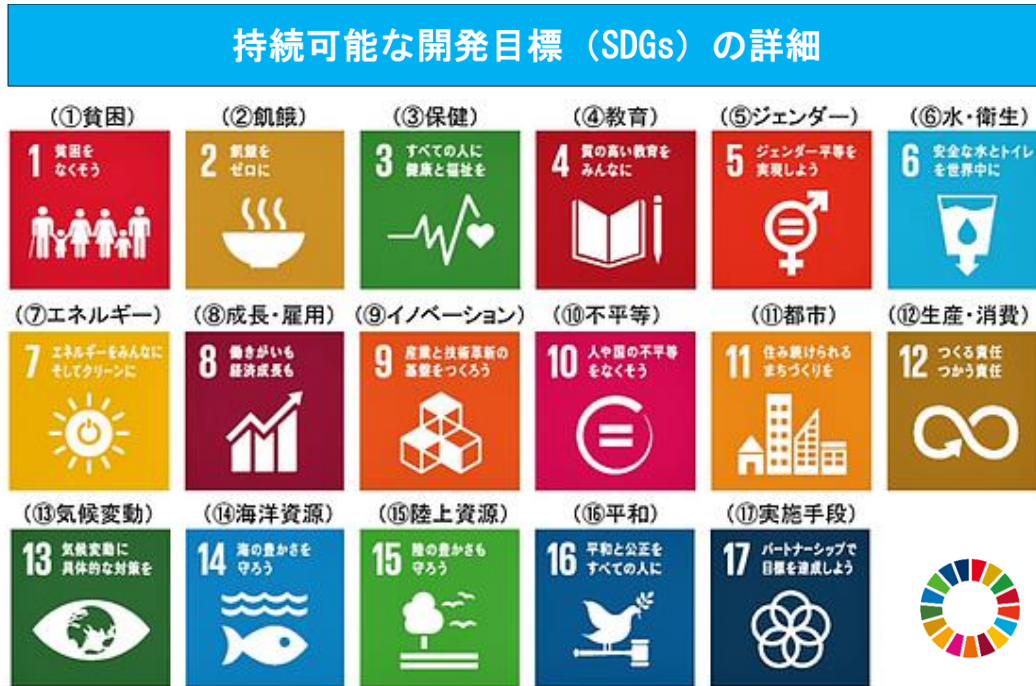 持続可能な開発目標（SDGs）の詳細
(①貧困)
(②飢餓)
(③保健)
(④教育)
(⑤ジェンダー)
(⑥水・衛生)
1 貧困を
なくそう
2 飢餓を
ゼロに
3 すべての人に
健康と福祉を
4 質の高い教育を
みんなに
5 ジェンダー平等を
実現しよう
6 安全な水とトイレ
を世界中に
(⑦エネルギー)
(⑧成長・雇用)
(⑨イノベーション)
(⑩不平等)
(⑪都市)
(⑫生産・消費)
7 エネルギーをみんなに
そしてクリーンに
8 働きがいも
経済成長も
9 産業と技術革新の
基盤をつくろう
10 人や国の不平等
をなくそう
11 住み続けられる
まちづくりを
12 つくる責任
つかう責任
(⑬気候変動)
(⑭海洋資源)
(⑮陸上資源)
(⑯平和)
(⑰実施手段)
13 気候変動に
具体的な対策を
14 海の豊かさを
守ろう
15 陸の豊かさも
守ろう
16 平和と公正を
すべての人に
17 パートナーシップで
目標を達成しよう